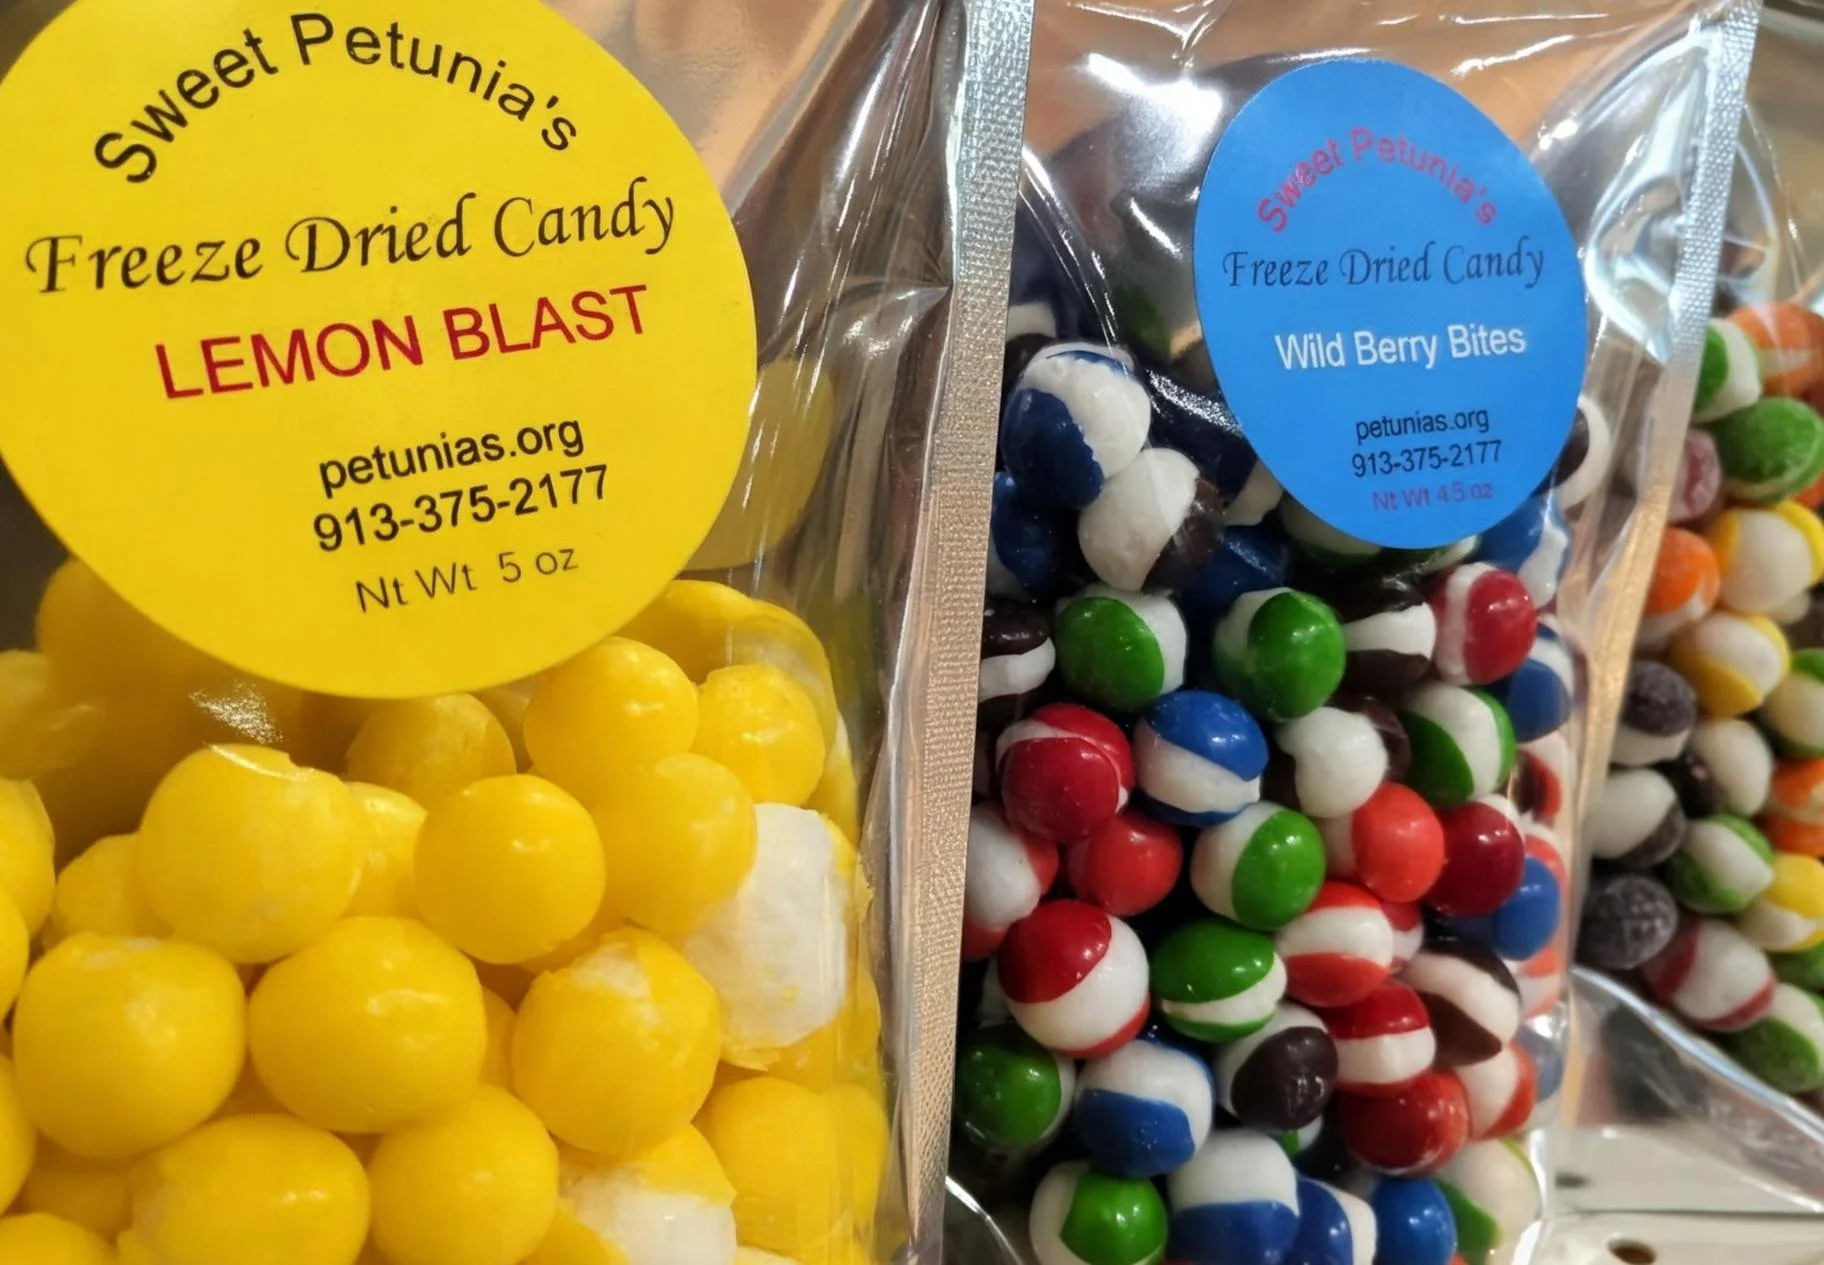 Sweet Petunia's
Freeze Dried Candy
LEMON BLAST
petunias.org
913-375-2177
Nt Wt 5 oz
Sweet Petunia's
Freeze Dried Candy
Wild Berry Bites
petunias.org
913-375-2177
Nt Wt 4.5 oz